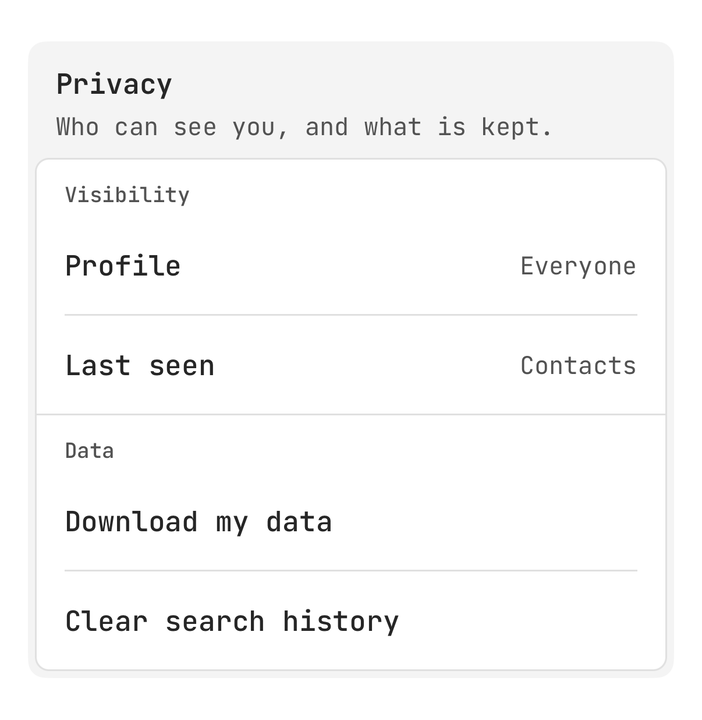 Privacy
Who can see you, and what is kept.
Visibility
Profile Everyone
Last seen Contacts
Data
Download my data
Clear search history